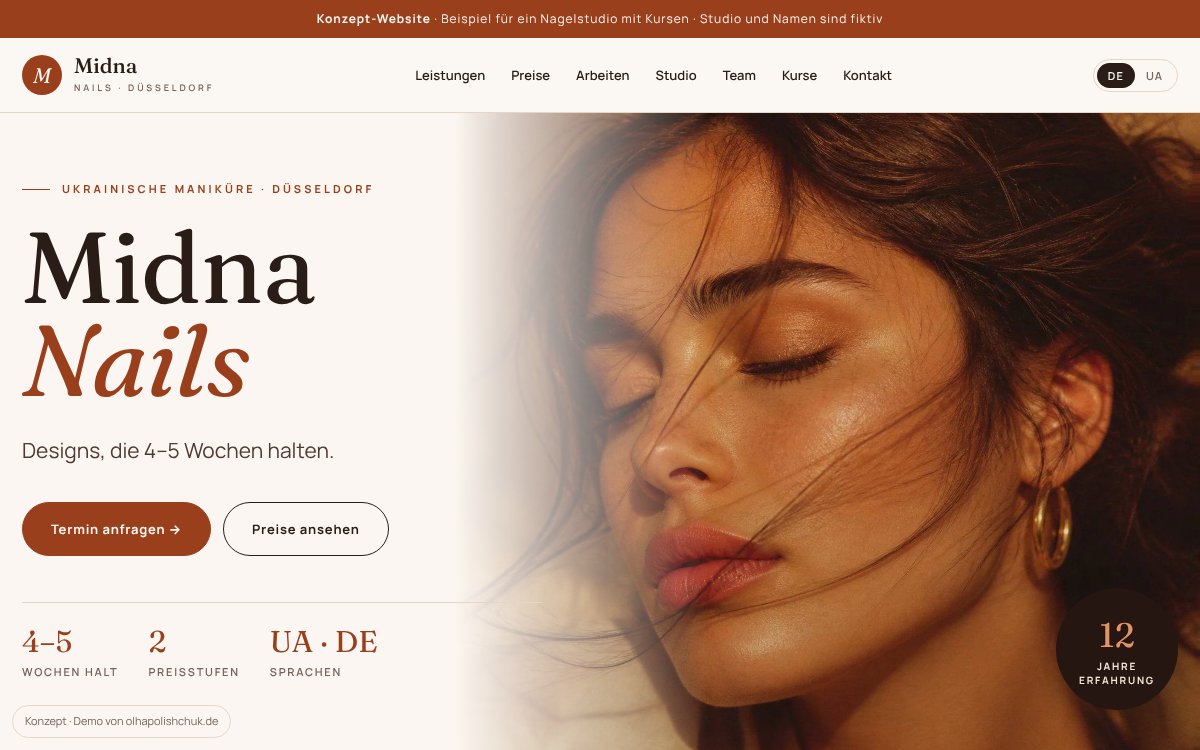 Konzept-Website · Beispiel für ein Nagelstudio mit Kursen · Studio und Namen sind fiktiv
M
Midna
NAILS · DÜSSELDORF
Leistungen Preise Arbeiten Studio Team Kurse Kontakt
DE UA
UKRAINISCHE MANIKÜRE · DÜSSELDORF
Midna
Nails
Designs, die 4–5 Wochen halten.
Termin anfragen →
Preise ansehen
4–5
WOCHEN HALT
2
PREISSTUFEN
UA · DE
SPRACHEN
12
JAHRE
ERFAHRUNG
Konzept · Demo von olhapolishchuk.de